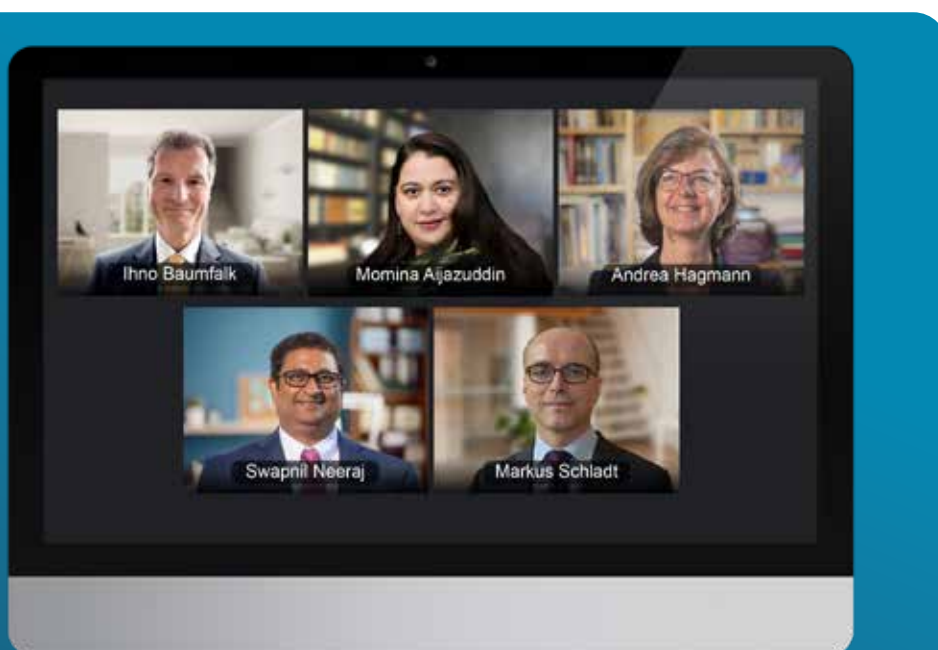 Ihno Baumfalk
Momina Aijazuddin
Andrea Hagmann
Swapnil Neeraj
Markus Schladt